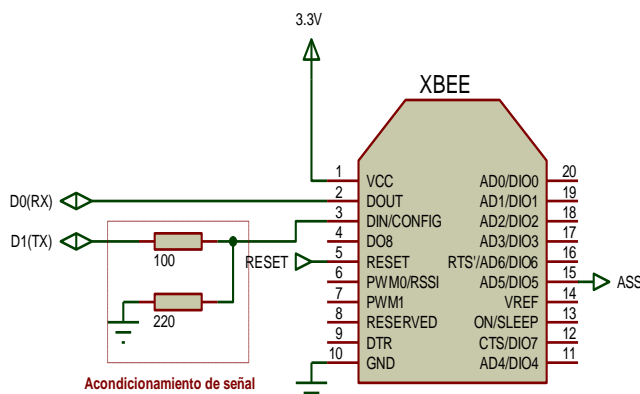 3.3V
XBEE
1 VCC AD0/DIO0 20
D0(RX) 2 DOUT AD1/DIO1 19
3 DIN/CONFIG AD2/DIO2 18
D1(TX) 100 4 DO8 AD3/DIO3 17
RESET 5 RESET RTS'/AD6/DIO6 16
6 PWM0/RSSI AD5/DIO5 15 ASS
220 7 PWM1 VREF 14
8 RESERVED ON/SLEEP 13
9 DTR CTS/DIO7 12
10 GND AD4/DIO4 11
Acondicionamiento de señal